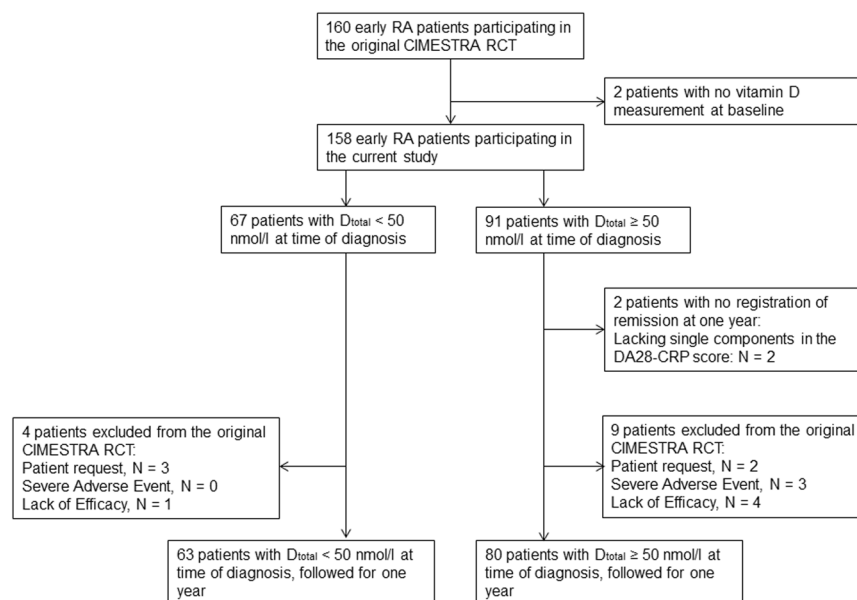 160 early RA patients participating in
the original CIMESTRA RCT
2 patients with no vitamin D
measurement at baseline
158 early RA patients participating in
the current study
67 patients with Dtotal < 50
nmol/l at time of diagnosis
91 patients with Dtotal ≥ 50
nmol/l at time of diagnosis
2 patients with no registration of
remission at one year:
Lacking single components in the
DA28-CRP score: N = 2
4 patients excluded from the original
CIMESTRA RCT:
Patient request, N = 3
Severe Adverse Event, N = 0
Lack of Efficacy, N = 1
9 patients excluded from the original
CIMESTRA RCT:
Patient request, N = 2
Severe Adverse Event, N = 3
Lack of Efficacy, N = 4
63 patients with Dtotal < 50 nmol/l at
time of diagnosis, followed for one
year
80 patients with Dtotal ≥ 50 nmol/l at
time of diagnosis, followed for one
year